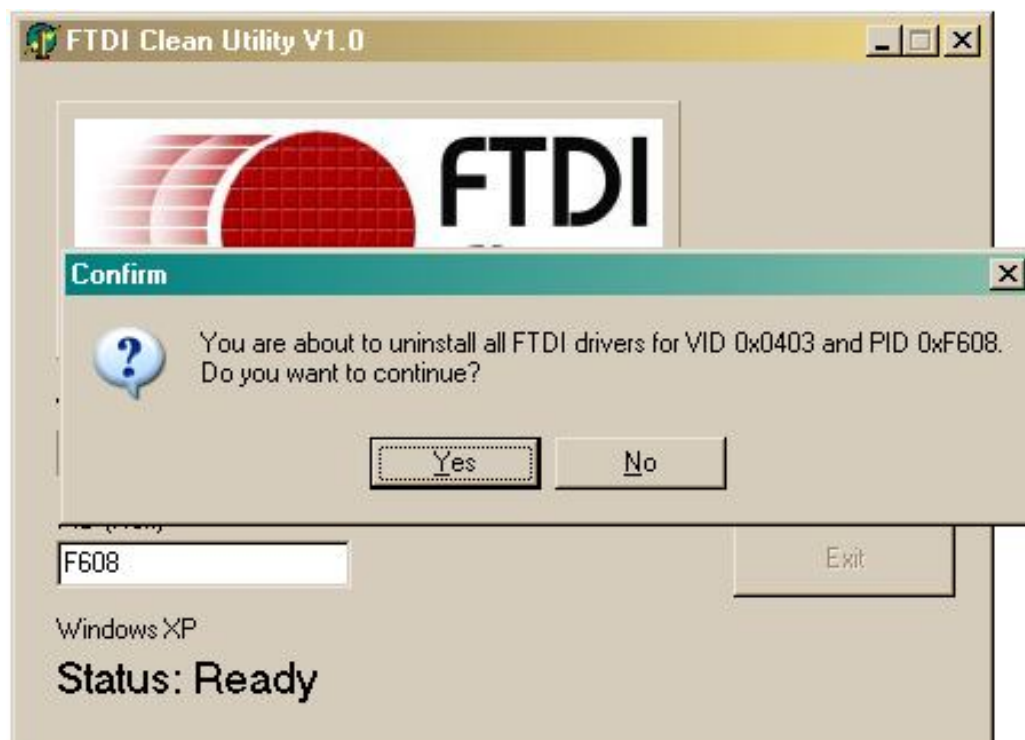 FTDI Clean Utility V1.0
FTDI
Confirm
You are about to uninstall all FTDI drivers for VID 0x0403 and PID 0xF608.
Do you want to continue?
Yes
No
F608
Exit
Windows XP
Status: Ready